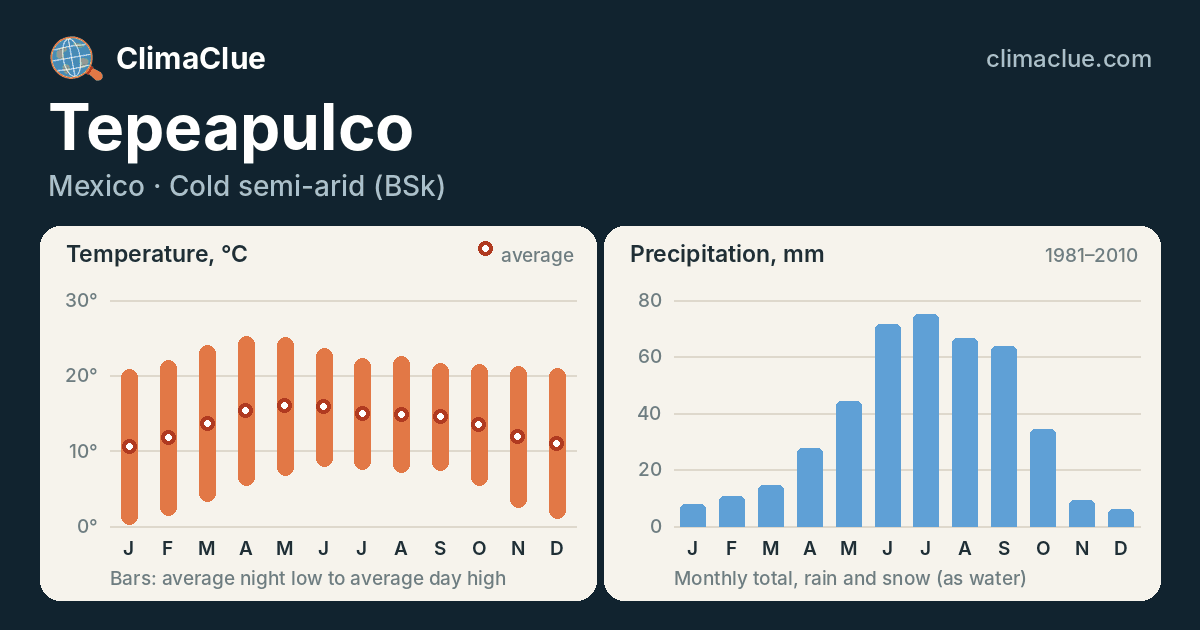 ClimaClue
climaclue.com
Tepeapulco
Mexico · Cold semi-arid (BSk)
Temperature, °C
average
30°
20°
10°
0°
J F M A M J J A S O N D
Bars: average night low to average day high
Precipitation, mm
1981–2010
80
60
40
20
0
J F M A M J J A S O N D
Monthly total, rain and snow (as water)